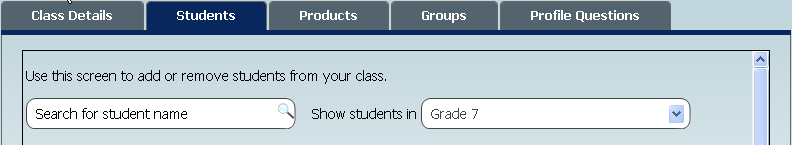 Class Details Students Products Groups Profile Questions
Use this screen to add or remove students from your class.
Search for student name Show students in Grade 7